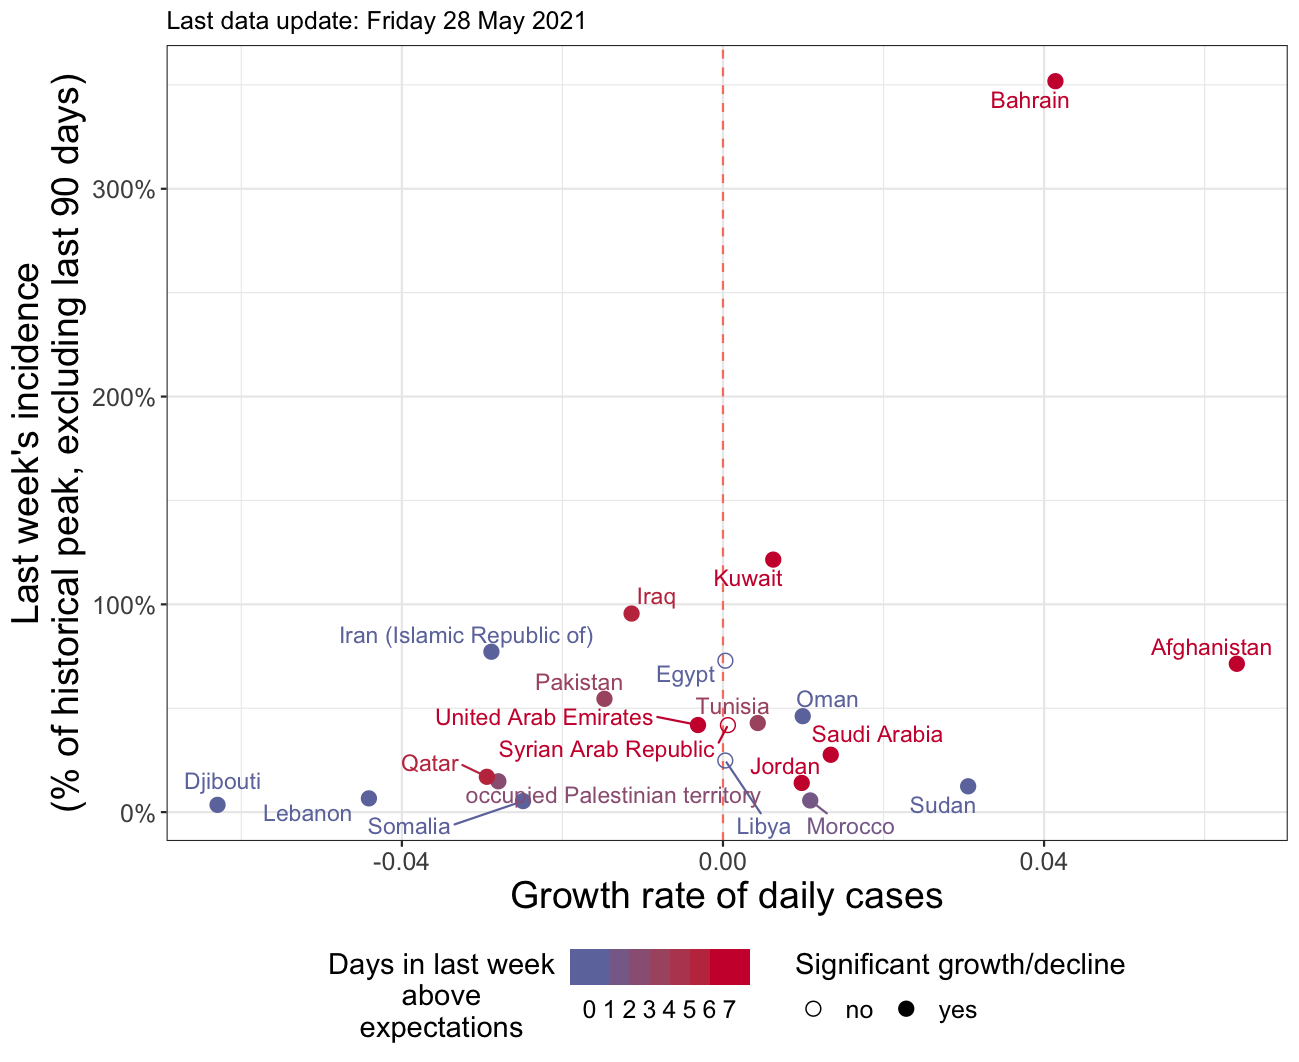 Last data update: Friday 28 May 2021
Last week's incidence
(% of historical peak, excluding last 90 days)
300%
200%
100%
0%
Bahrain
Kuwait
Iraq
Iran (Islamic Republic of)
Afghanistan
Egypt
Pakistan
Oman
Tunisia
United Arab Emirates
Saudi Arabia
Syrian Arab Republic
Qatar
Jordan
Djibouti
occupied Palestinian territory
Sudan
Lebanon
Somalia
Libya
Morocco
-0.04
0.00
0.04
Growth rate of daily cases
Days in last week
above
expectations
0 1 2 3 4 5 6 7
Significant growth/decline
no
yes